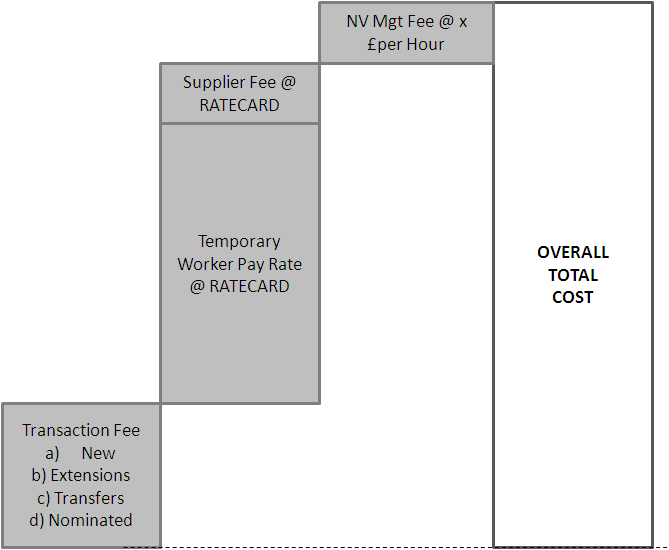 NV Mgt Fee @ x
£per Hour
Supplier Fee @
RATECARD
Temporary
Worker Pay Rate
@ RATECARD
OVERALL
TOTAL
COST
Transaction Fee
a) New
b) Extensions
c) Transfers
d) Nominated